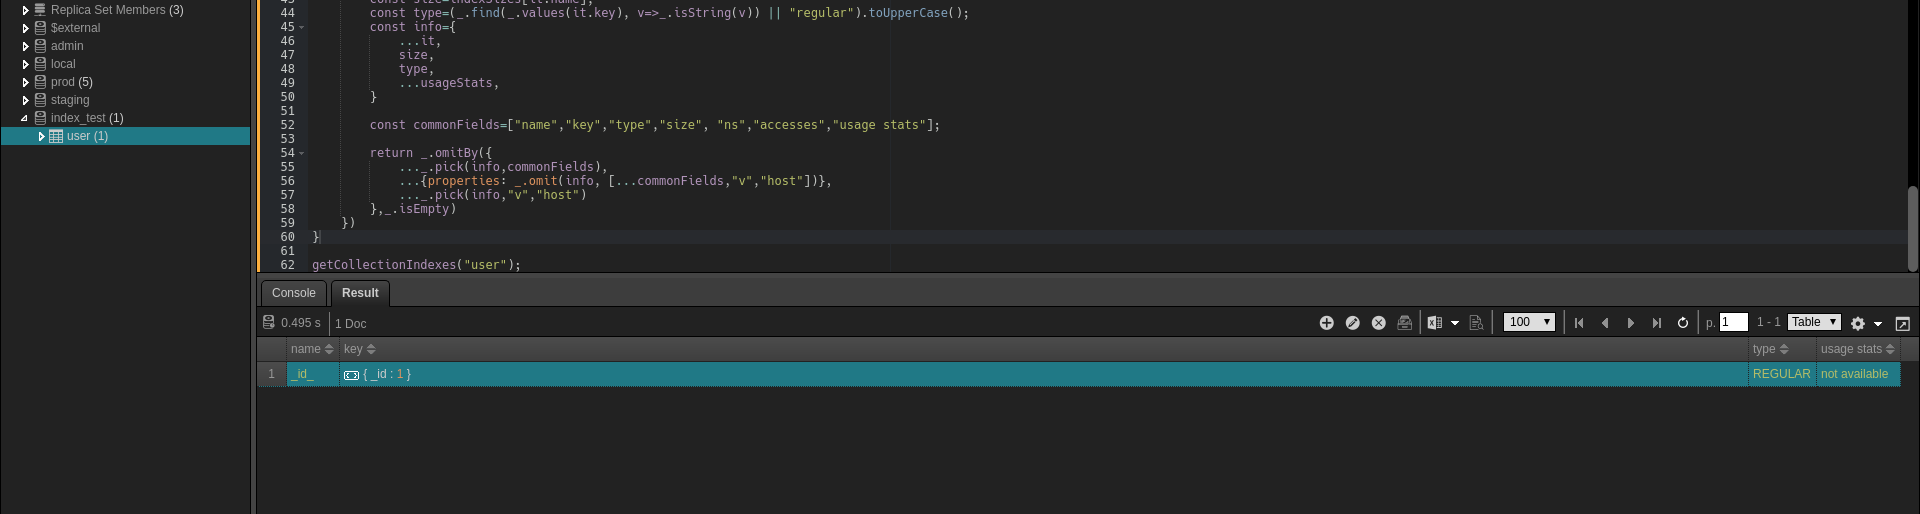 Replica Set Members (3)
$external
admin
local
prod (5)
staging
index_test (1)
user (1)
43 const size=indexSizes[it.name];
44 const type=(_.find(_.values(it.key), v=>_.isString(v)) || "regular").toUpperCase();
45 const info={
46 ...it,
47 size,
48 type,
49 ...usageStats,
50 }
51
52 const commonFields=["name","key","type","size", "ns","accesses","usage stats"];
53
54 return _.omitBy({
55 ..._.pick(info,commonFields),
56 ...{properties: _.omit(info, [...commonFields,"v","host"])},
57 ..._.pick(info,"v","host")
58 },_.isEmpty)
59 })
60 }
61
62 getCollectionIndexes("user");
Console Result
0.495 s 1 Doc 100 p. 1 1 - 1 Table
name key type usage stats
1 _id_ { _id : 1 } REGULAR not available